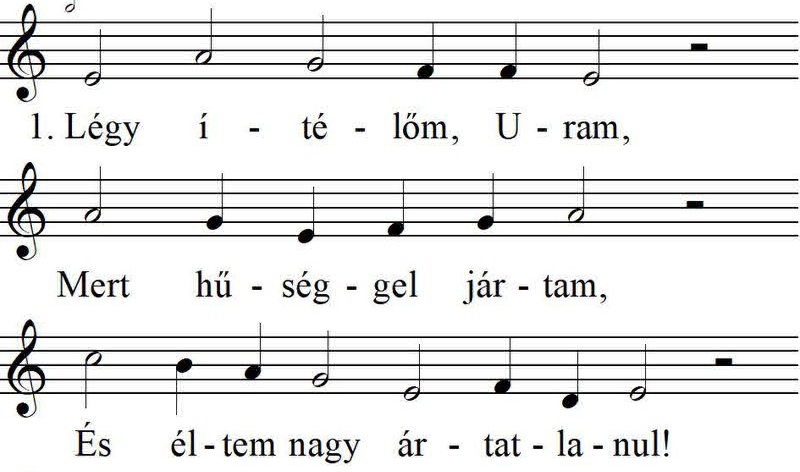 1. Légy í - té - lőm, U - ram,
Mert hű - ség - gel jár - tam,
És él - tem nagy ár - tat - la - nul!